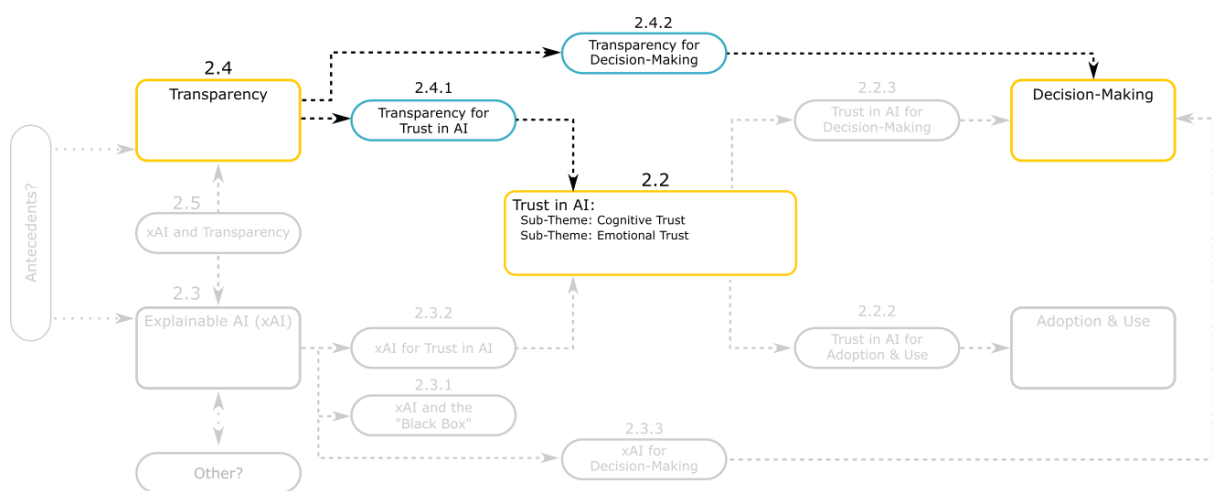 2.4.2
Transparency for
Decision-Making
2.4
Transparency
2.4.1
Transparency for
Trust in AI
2.2.3
Trust in AI for
Decision-Making
Decision-Making
Antecedents?
2.5
xAI and Transparency
2.2
Trust in AI:
Sub-Theme: Cognitive Trust
Sub-Theme: Emotional Trust
2.3
Explainable AI (xAI)
2.3.2
xAI for Trust in AI
2.2.2
Trust in AI for
Adoption & Use
Adoption & Use
2.3.1
xAI and the
"Black Box"
2.3.3
xAI for
Decision-Making
Other?